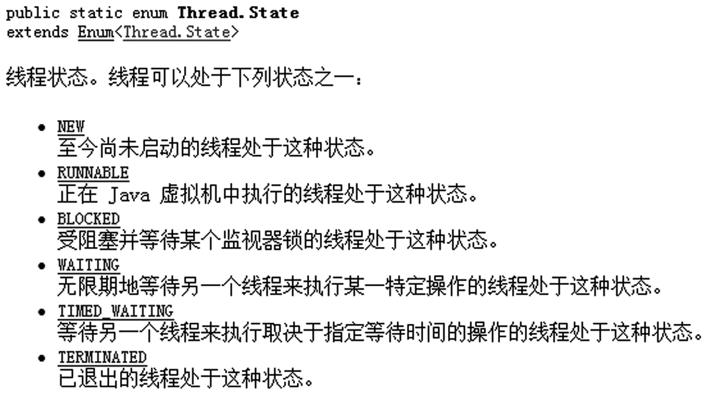 public static enum Thread.State
extends Enum<Thread.State>
线程状态。线程可以处于下列状态之一：
• NEW
至今尚未启动的线程处于这种状态。
• RUNNABLE
正在 Java 虚拟机中执行的线程处于这种状态。
• BLOCKED
受阻塞并等待某个监视器锁的线程处于这种状态。
• WAITING
无限期地等待另一个线程来执行某一特定操作的线程处于这种状态。
• TIMED_WAITING
等待另一个线程来执行取决于指定等待时间的操作的线程处于这种状态。
• TERMINATED
已退出的线程处于这种状态。